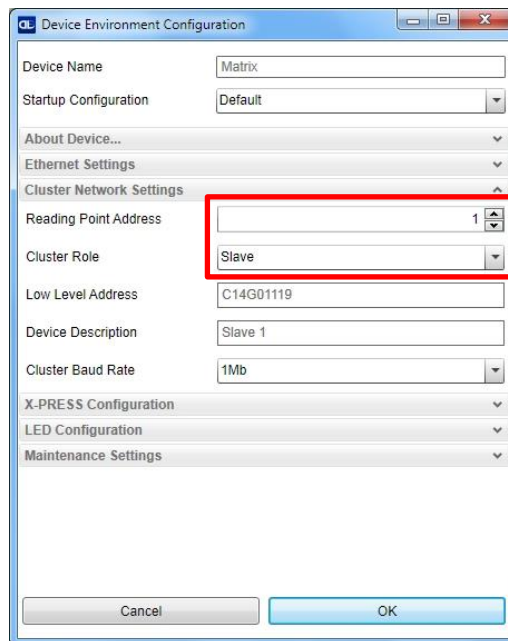 DL Device Environment Configuration
Device Name Matrix
Startup Configuration Default
About Device...
Ethernet Settings
Cluster Network Settings
Reading Point Address 1
Cluster Role Slave
Low Level Address C14G01119
Device Description Slave 1
Cluster Baud Rate 1Mb
X-PRESS Configuration
LED Configuration
Maintenance Settings
Cancel OK